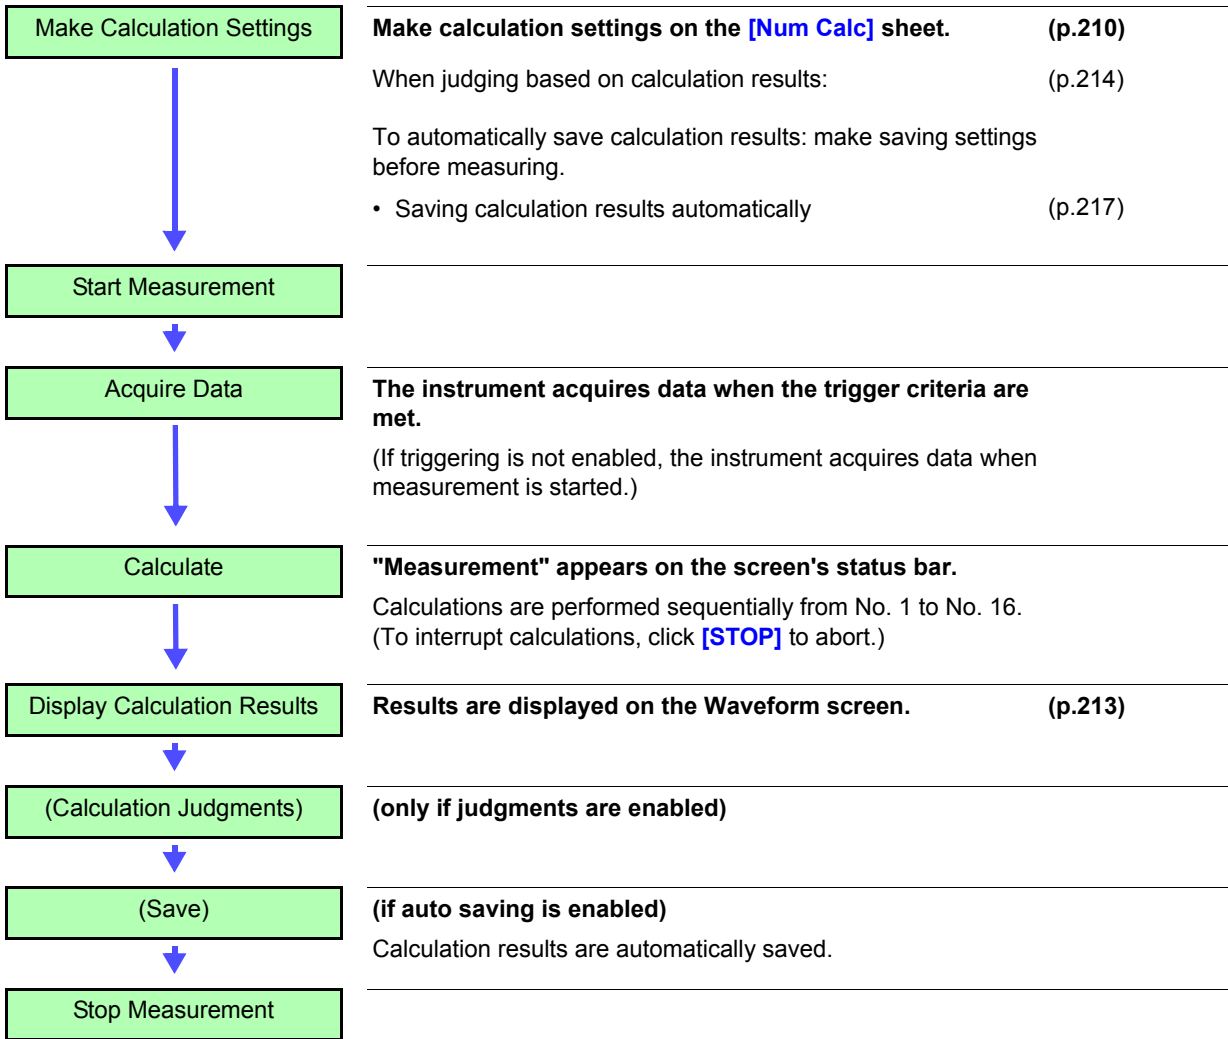 Make Calculation Settings
Make calculation settings on the [Num Calc] sheet. (p.210)
When judging based on calculation results: (p.214)
To automatically save calculation results: make saving settings
before measuring.
• Saving calculation results automatically (p.217)
Start Measurement
Acquire Data
The instrument acquires data when the trigger criteria are
met.
(If triggering is not enabled, the instrument acquires data when
measurement is started.)
Calculate
"Measurement" appears on the screen's status bar.
Calculations are performed sequentially from No. 1 to No. 16.
(To interrupt calculations, click [STOP] to abort.)
Display Calculation Results
Results are displayed on the Waveform screen. (p.213)
(Calculation Judgments)
(only if judgments are enabled)
(Save)
(if auto saving is enabled)
Calculation results are automatically saved.
Stop Measurement